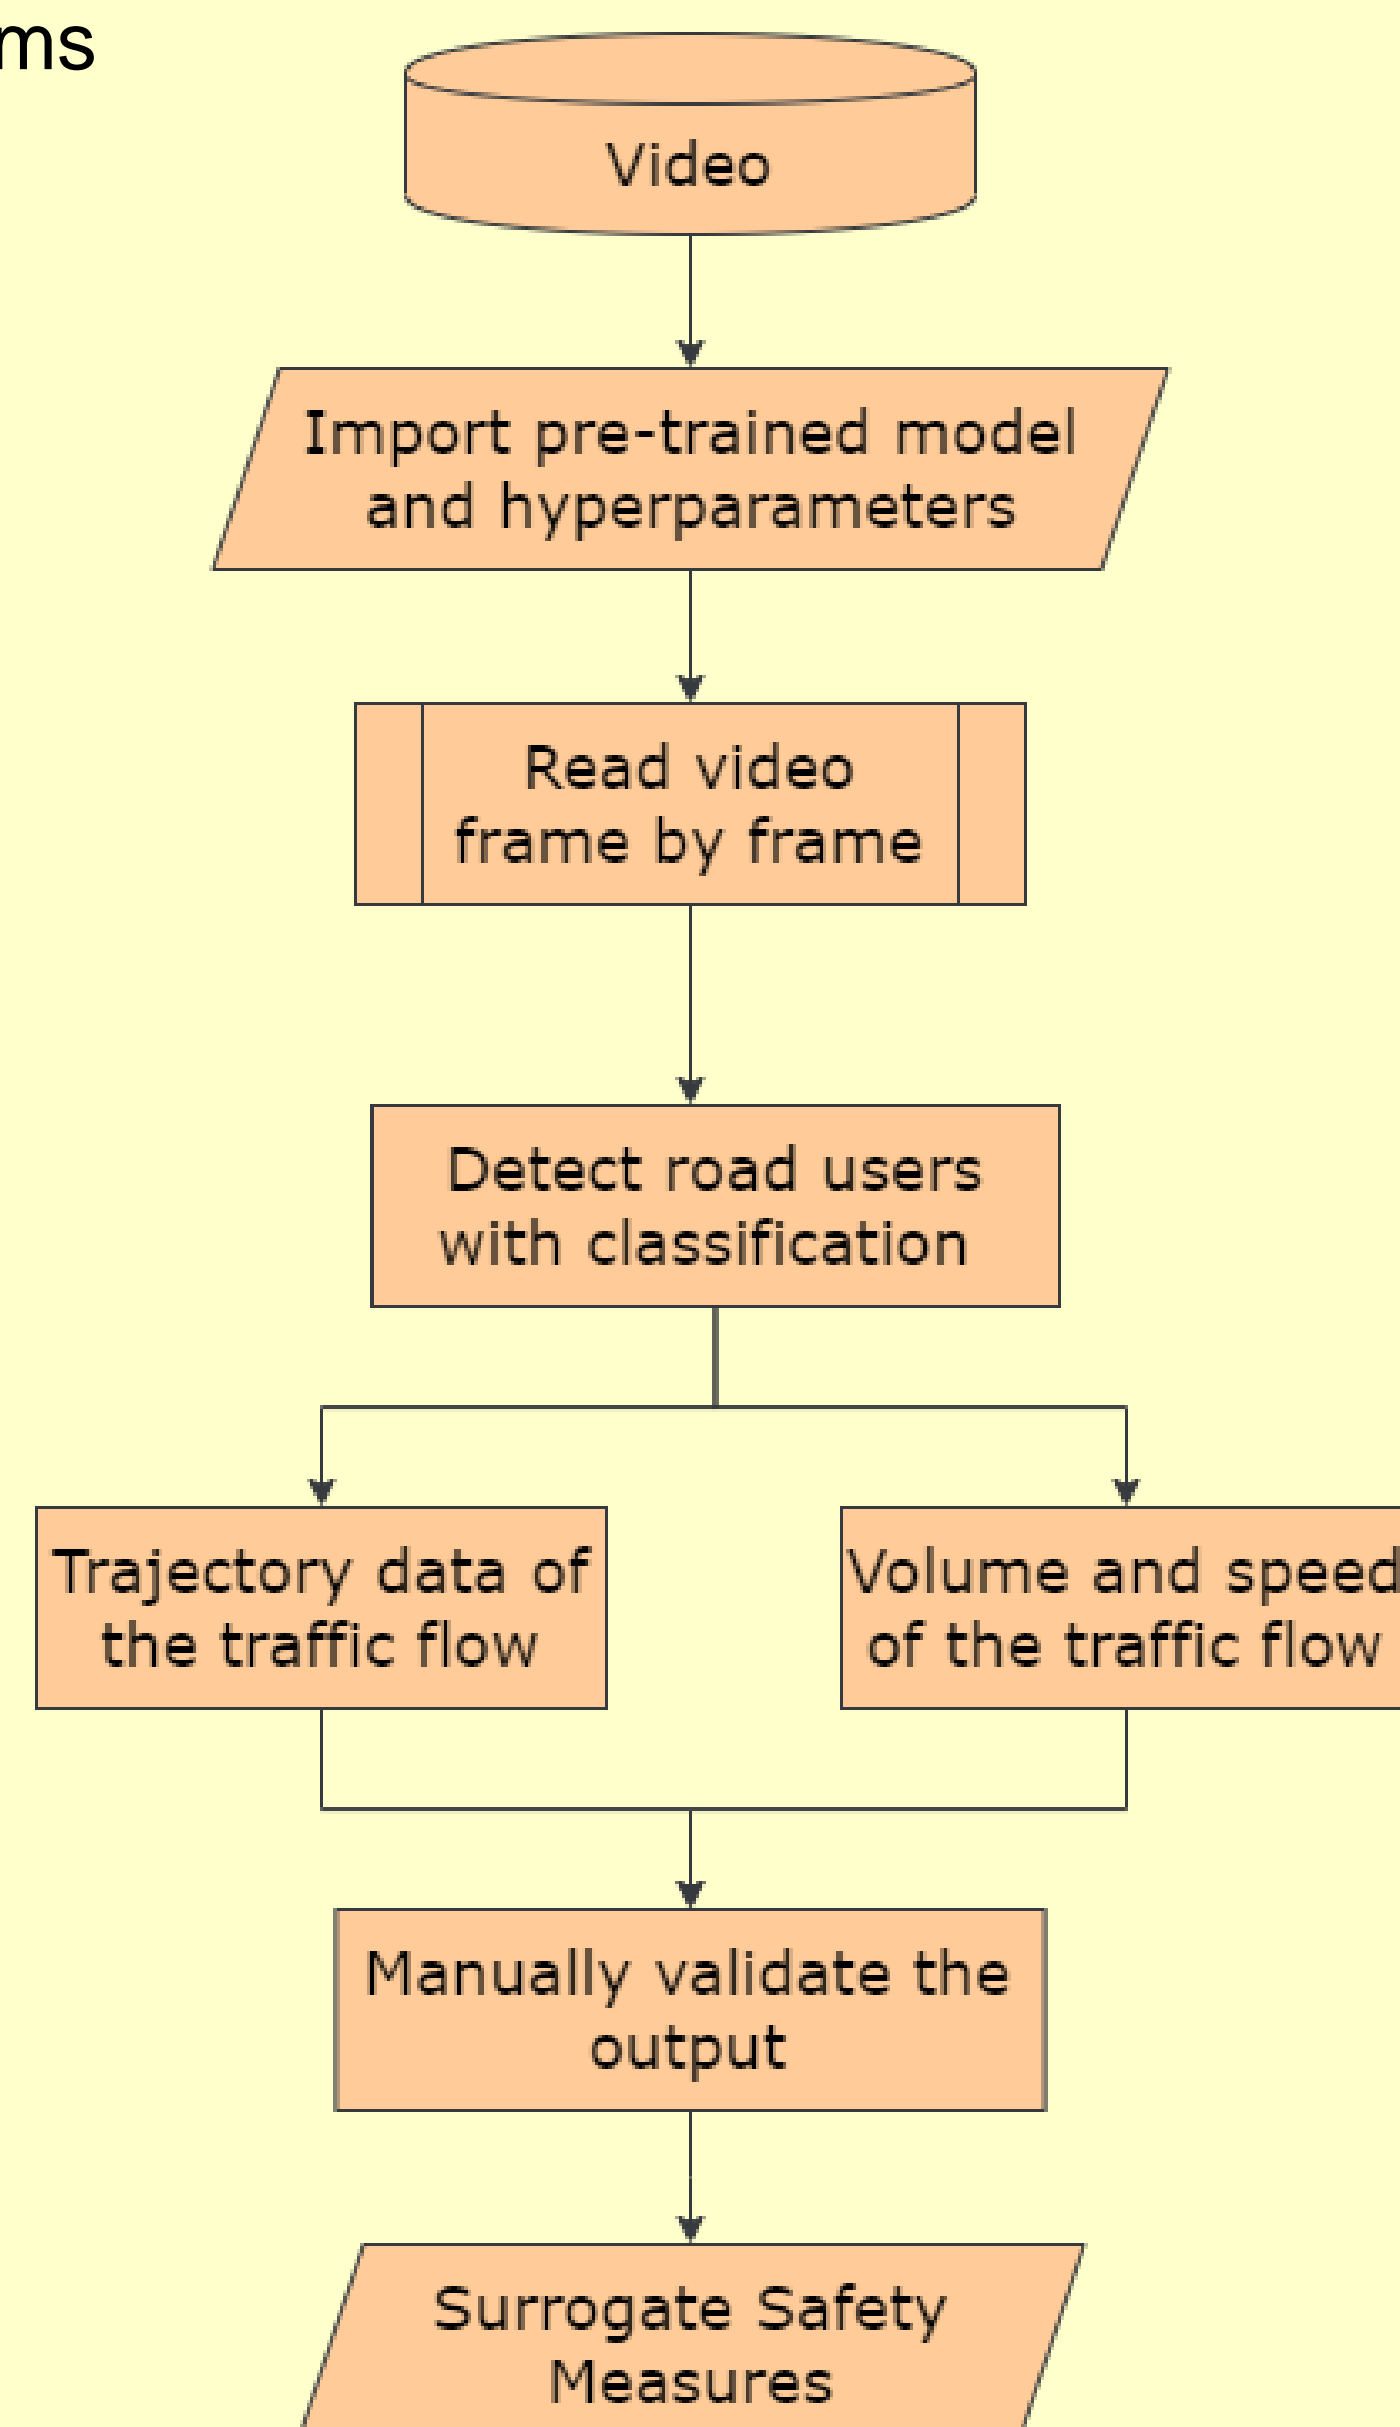 ms
Video
Import pre-trained model
and hyperparameters
Read video
frame by frame
Detect road users
with classification
Trajectory data of
the traffic flow
Volume and speed
of the traffic flow
Manually validate the
output
Surrogate Safety
Measures